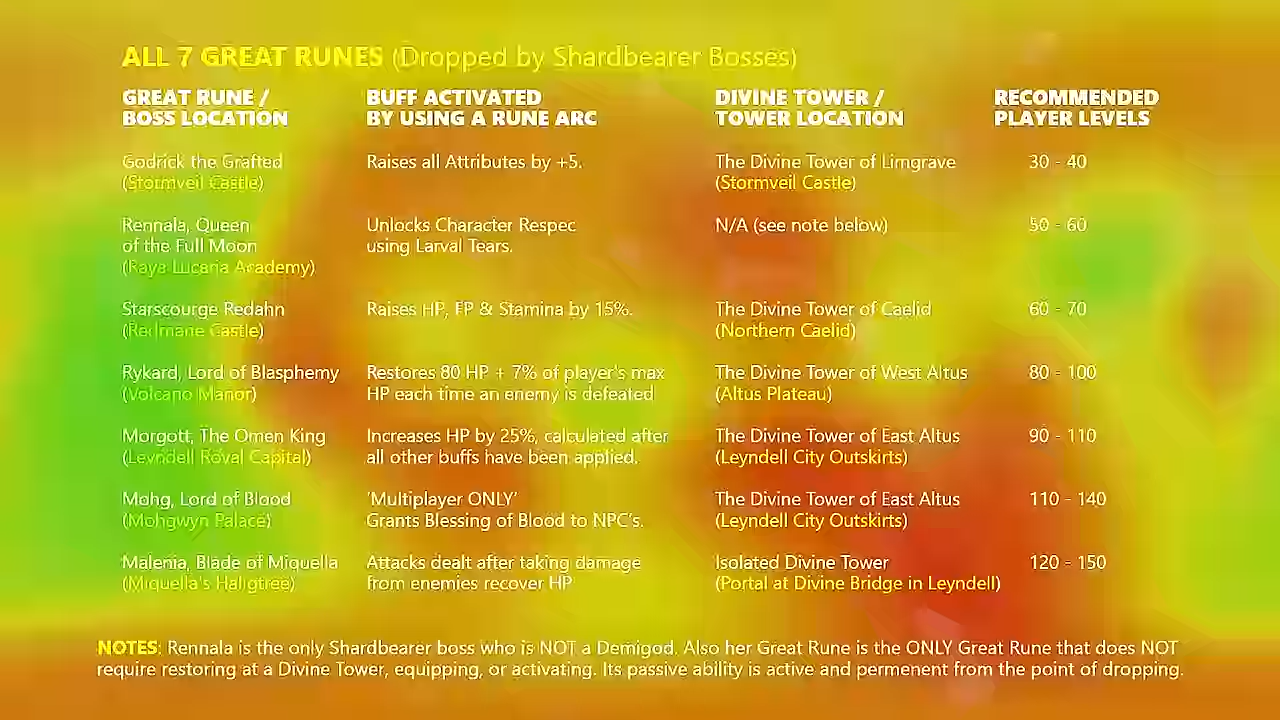 ALL 7 GREAT RUNES (Dropped by Shardbearer Bosses)
GREAT RUNE /
BOSS LOCATION
BUFF ACTIVATED
BY USING A RUNE ARC
DIVINE TOWER /
TOWER LOCATION
RECOMMENDED
PLAYER LEVELS
Godrick the Grafted
(Stormveil Castle)
Raises all Attributes by +5.
The Divine Tower of Limgrave
(Stormveil Castle)
30 - 40
Rennala, Queen
of the Full Moon
(Raya Lucaria Academy)
Unlocks Character Respec
using Larval Tears.
N/A (see note below)
50 - 60
Starscourge Redahn
(Redmane Castle)
Raises HP, FP & Stamina by 15%.
The Divine Tower of Caelid
(Northern Caelid)
60 - 70
Rykard, Lord of Blasphemy
(Volcano Manor)
Restores 80 HP + 7% of player's max
HP each time an enemy is defeated
The Divine Tower of West Altus
(Altus Plateau)
80 - 100
Morgott, The Omen King
(Leyndell Royal Capital)
Increases HP by 25%, calculated after
all other buffs have been applied.
The Divine Tower of East Altus
(Leyndell City Outskirts)
90 - 110
Mohg, Lord of Blood
(Mohgwyn Palace)
'Multiplayer ONLY'
Grants Blessing of Blood to NPC's.
The Divine Tower of East Altus
(Leyndell City Outskirts)
110 - 140
Malenia, Blade of Miquella
(Miquella's Haligtree)
Attacks dealt after taking damage
from enemies recover HP
Isolated Divine Tower
(Portal at Divine Bridge in Leyndell)
120 - 150
NOTES: Rennala is the only Shardbearer boss who is NOT a Demigod. Also her Great Rune is the ONLY Great Rune that does NOT
require restoring at a Divine Tower, equipping, or activating. Its passive ability is active and permenent from the point of dropping.